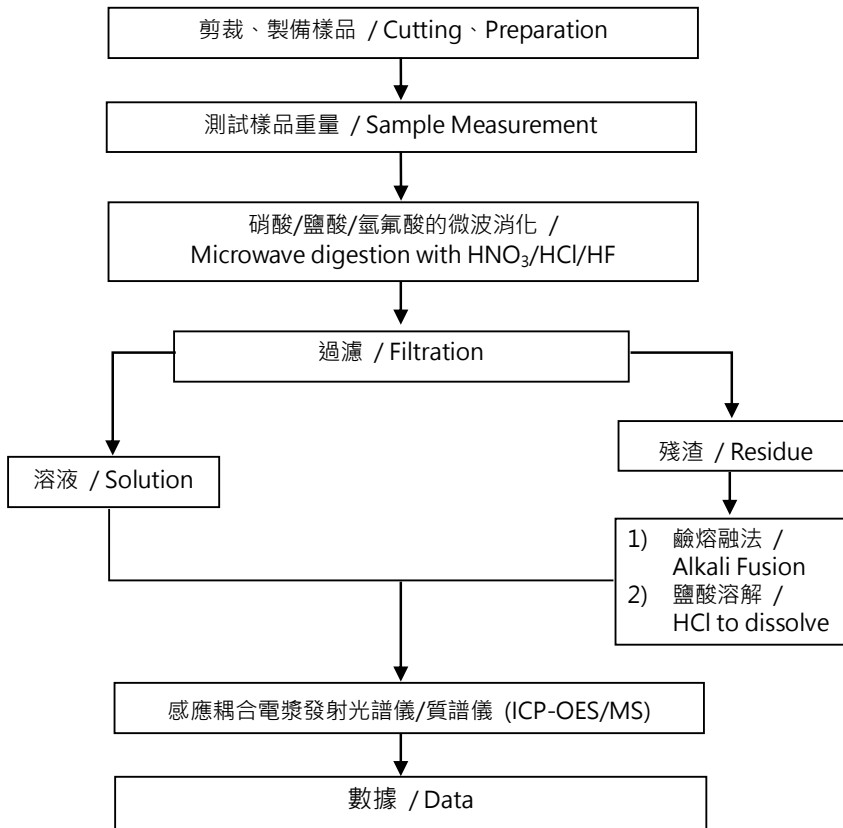 剪裁、製備樣品 / Cutting、Preparation
測試樣品重量 / Sample Measurement
硝酸/鹽酸/氫氟酸的微波消化 /
Microwave digestion with HNO₃/HCl/HF
過濾 / Filtration
溶液 / Solution
殘渣 / Residue
1) 鹼熔融法 /
Alkali Fusion
2) 鹽酸溶解 /
HCl to dissolve
感應耦合電漿發射光譜儀/質譜儀 (ICP-OES/MS)
數據 / Data